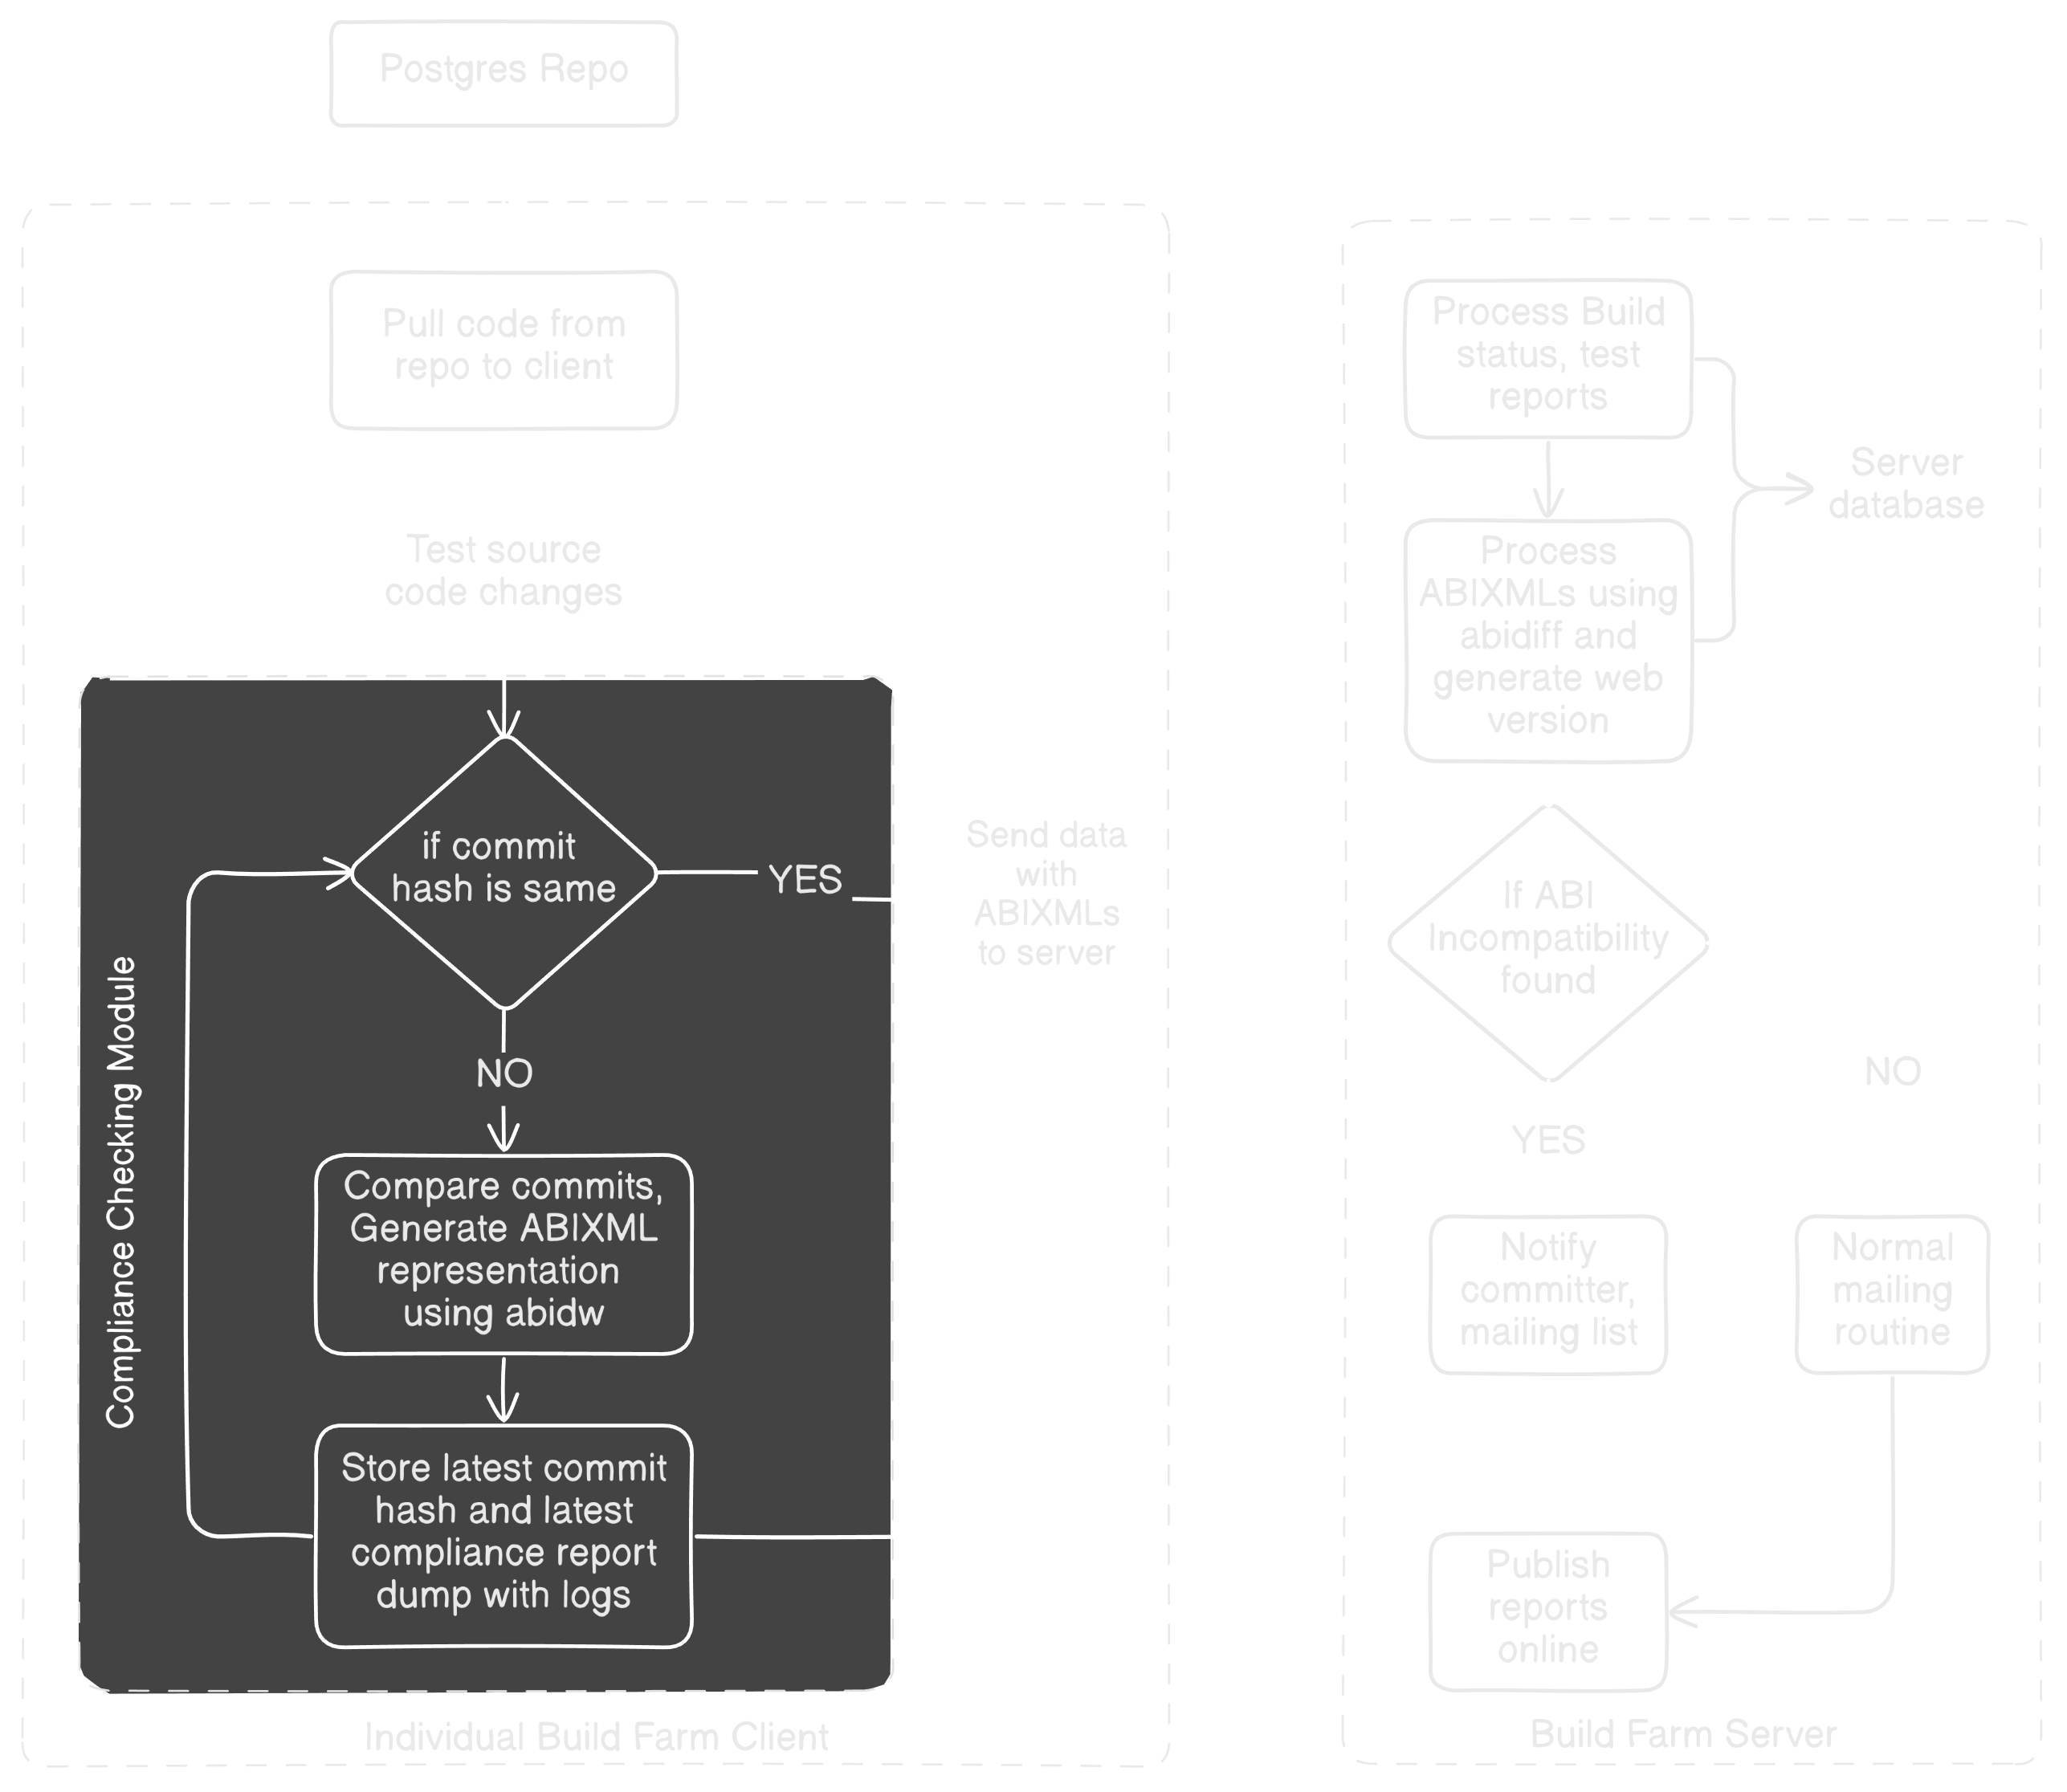 Postgres Repo
Pull code from
repo to client
Test source
code changes
Compliance Checking Module
if commit
hash is same
YES
NO
Compare commits,
Generate ABIXML
representation
using abidw
Store latest commit
hash and latest
compliance report
dump with logs
Send data
with
ABIXMLs
to server
Individual Build Farm Client
Process Build
status, test
reports
Server
database
Process
ABIXMLs using
abidiff and
generate web
version
If ABI
Incompatibility
found
NO
YES
Notify
committer,
mailing list
Normal
mailing
routine
Publish
reports
online
Build Farm Server